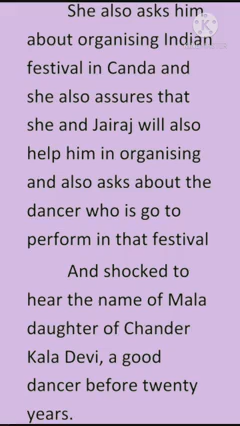 She also asks him
about organising Indian
festival in Canda and
she also assures that
she and Jairaj will also
help him in organising
and also asks about the
dancer who is go to
perform in that festival
And shocked to
hear the name of Mala
daughter of Chander
Kala Devi, a good
dancer before twenty
years.